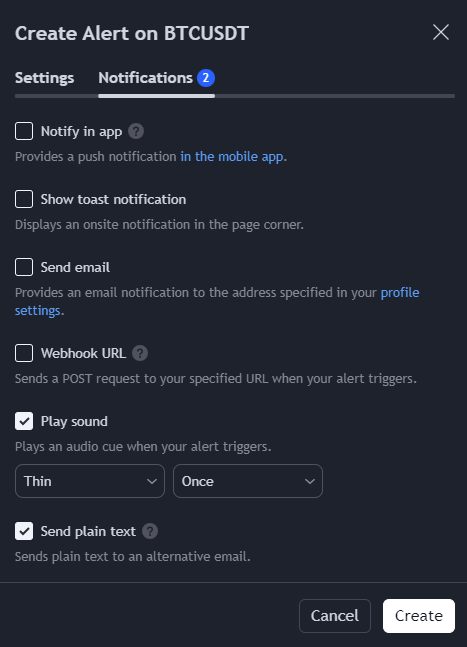 Create Alert on BTCUSDT
Settings Notifications 2
Notify in app ?
Provides a push notification in the mobile app.
Show toast notification
Displays an onsite notification in the page corner.
Send email
Provides an email notification to the address specified in your profile
settings.
Webhook URL ?
Sends a POST request to your specified URL when your alert triggers.
Play sound
Plays an audio cue when your alert triggers.
Thin Once
Send plain text ?
Sends plain text to an alternative email.
Cancel Create